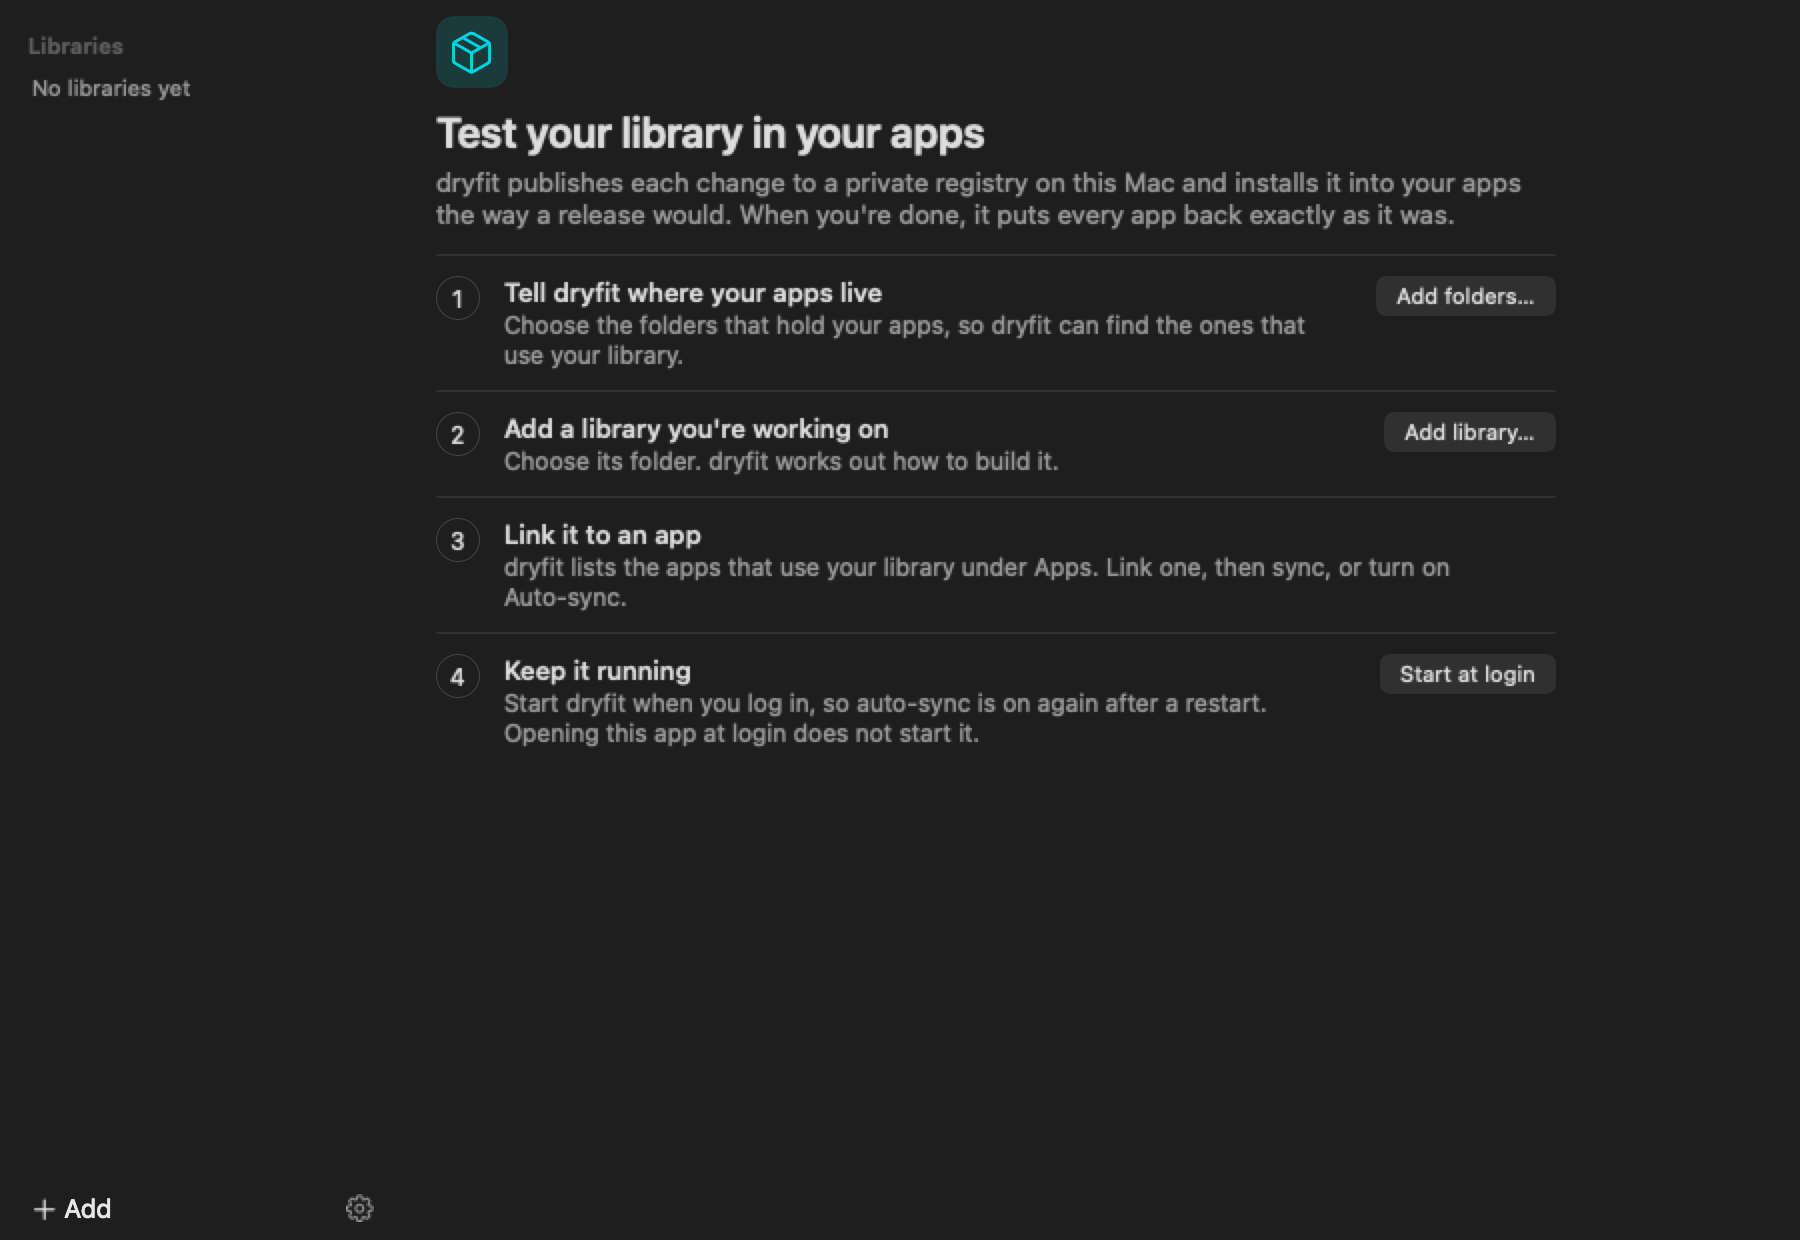 Libraries
No libraries yet
Test your library in your apps
dryfit publishes each change to a private registry on this Mac and installs it into your apps
the way a release would. When you're done, it puts every app back exactly as it was.
1
Tell dryfit where your apps live
Add folders...
Choose the folders that hold your apps, so dryfit can find the ones that
use your library.
2
Add a library you're working on
Add library...
Choose its folder. dryfit works out how to build it.
3
Link it to an app
dryfit lists the apps that use your library under Apps. Link one, then sync, or turn on
Auto-sync.
4
Keep it running
Start at login
Start dryfit when you log in, so auto-sync is on again after a restart.
Opening this app at login does not start it.
Add